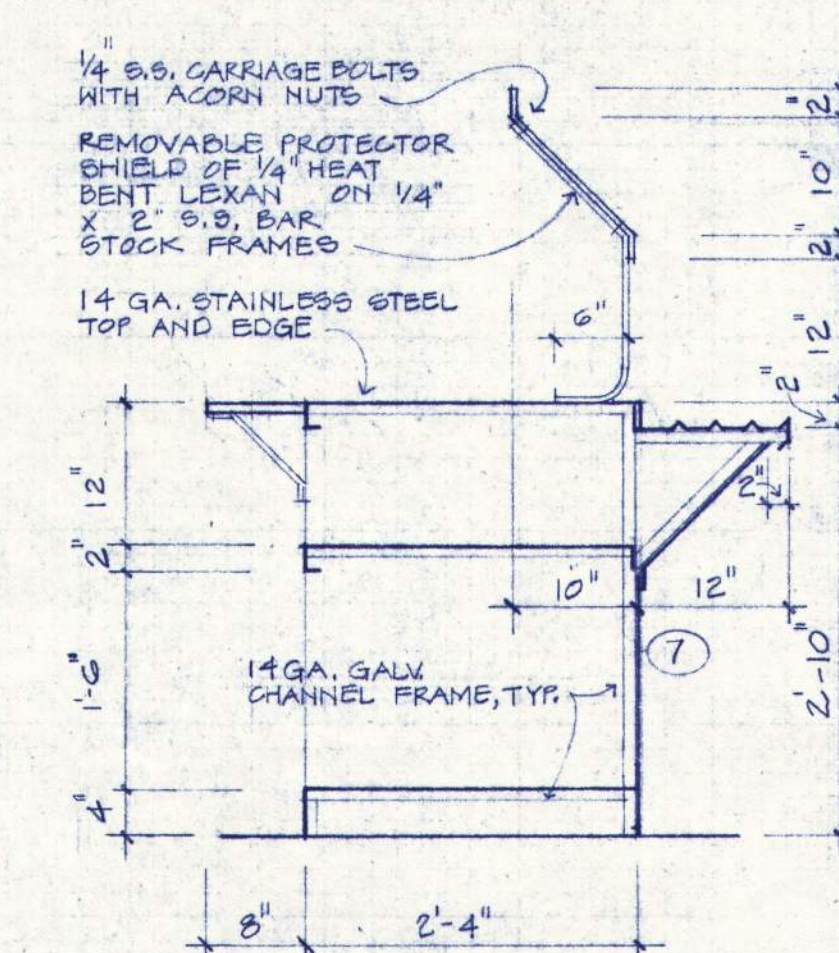 1/4" S.S. CARRIAGE BOLTS
WITH ACORN NUTS
REMOVABLE PROTECTOR
SHIELD OF 1/4" HEAT
BENT LEXAN ON 1/4"
X 2" S.S. BAR
STOCK FRAMES
14 GA. STAINLESS STEEL
TOP AND EDGE
6"
2"
10"
2"
12"
2"
2"
12"
2"
1'-6"
4"
10"
12"
7
14 GA. GALV.
CHANNEL FRAME, TYP.
2'-10"
8"
2'-4"